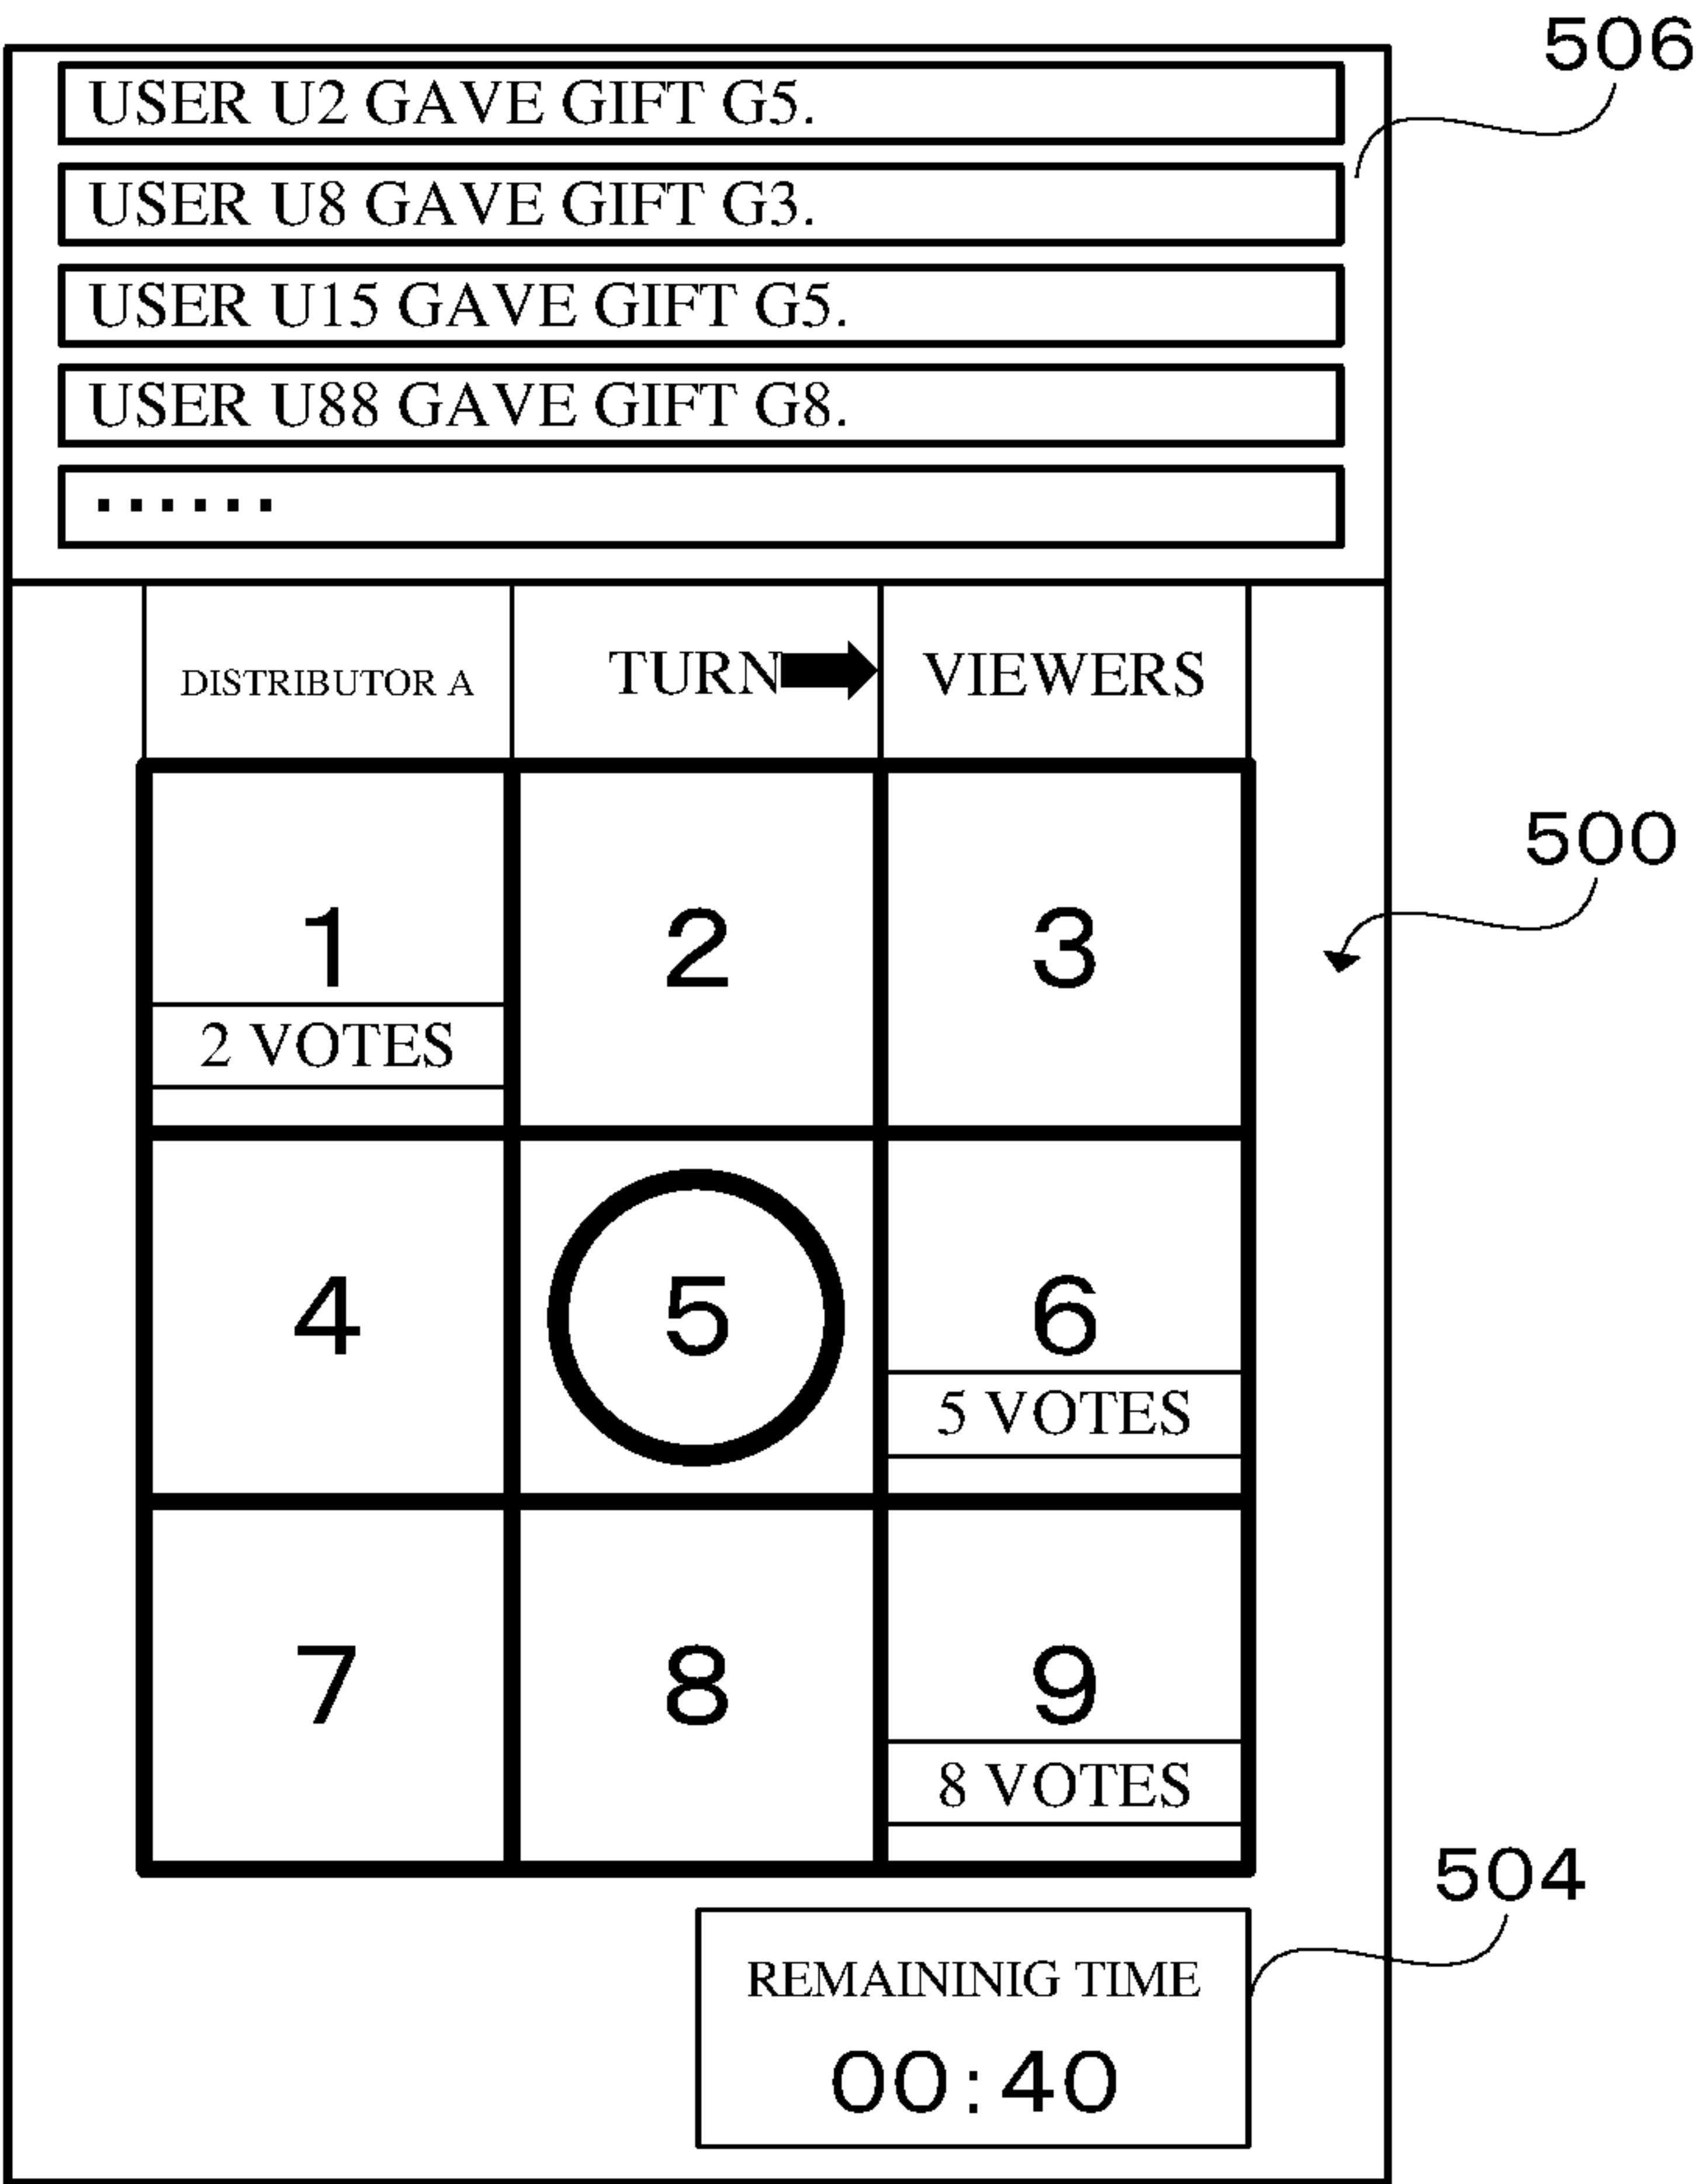 506
USER U2 GAVE GIFT G5.
USER U8 GAVE GIFT G3.
USER U15 GAVE GIFT G5.
USER U88 GAVE GIFT G8.
······
DISTRIBUTOR A TURN VIEWERS
500
1 2 3
2 VOTES
4 5 6
5 VOTES
7 8 9
8 VOTES
504
REMAININIG TIME
00:40